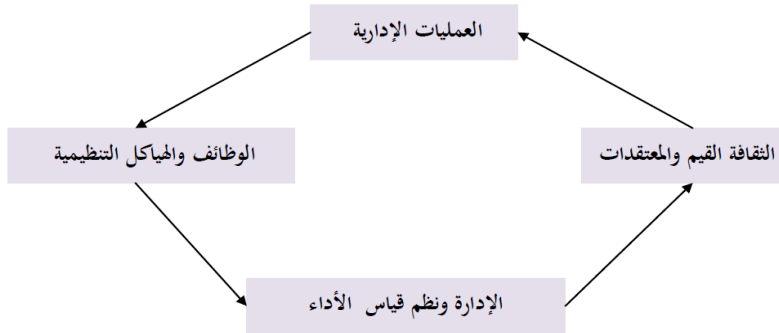 العمليات الإدارية
الثقافة القيم والمعتقدات
الوظائف والهياكل التنظيمية
الإدارة ونظم قياس الأداء